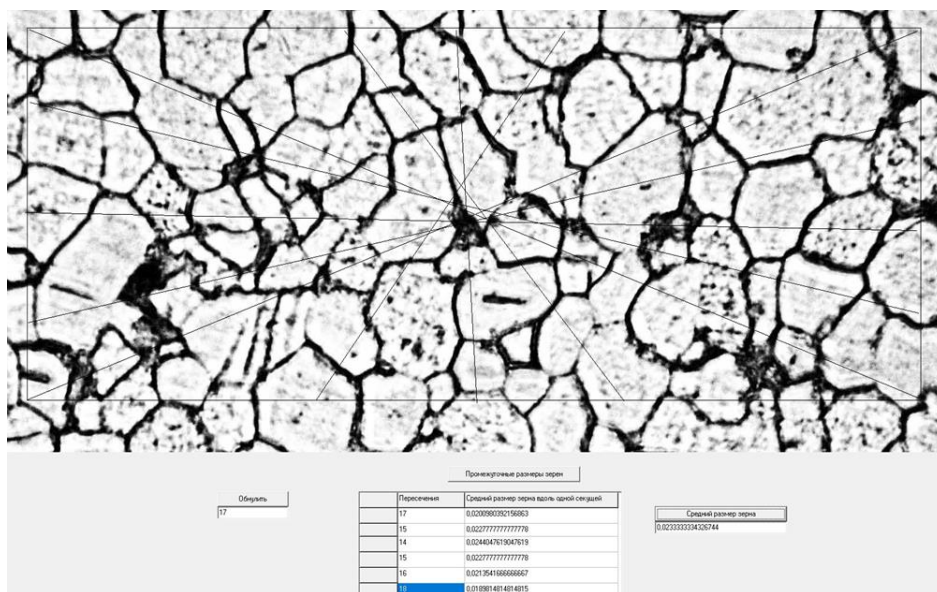 Промежуточные размеры зерен
Обнулить
17
Пересечения Средний размер зерна вдоль одной секущей
17 0,0200980392156863
15 0,0227777777777778
14 0,0244047619047619
15 0,0227777777777778
16 0,0213541666666667
18 0,0189814814814815
Средний размер зерна
0,0233333334326744